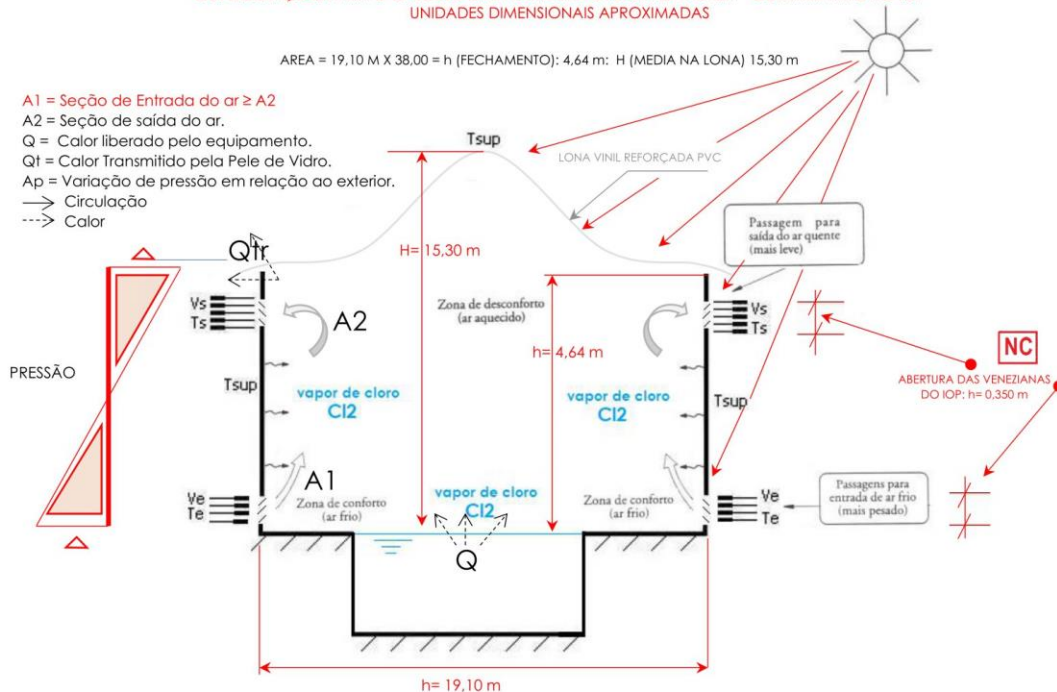 UNIDADES DIMENSIONAIS APROXIMADAS
AREA = 19,10 M X 38,00 = h (FECHAMENTO): 4,64 m: H (MEDIA NA LONA) 15,30 m
A1 = Seção de Entrada do ar ≥ A2
A2 = Seção de saída do ar.
Q = Calor liberado pelo equipamento.
Qt = Calor Transmitido pela Pele de Vidro.
Ap = Variação de pressão em relação ao exterior.
Circulação
Calor
Tsup
LONA VINIL REFORÇADA PVC
Passagem para
saída do ar quente
(mais leve)
Qtr
H= 15,30 m
Vs
Ts
A2
Zona de desconforto
(ar aquecido)
Vs
Ts
NC
h= 4,64 m
PRESSÃO
ABERTURA DAS VENEZIANAS
DO IOP: h= 0,350 m
Tsup
vapor de cloro
Cl2
vapor de cloro
Cl2
Tsup
A1
Ve
Te
Zona de conforto
(ar frio)
vapor de cloro
Cl2
Zona de conforto
(ar frio)
Ve
Te
Passagens para
entrada de ar frio
(mais pesado)
Q
h= 19,10 m